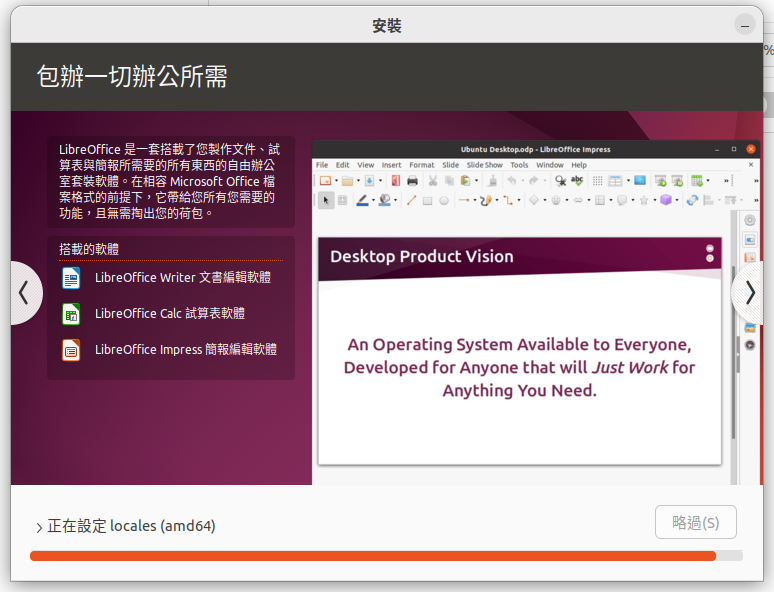 安裝
%
包辦一切辦公所需
LibreOffice 是一套搭載了您製作文件、試
算表與簡報所需要的所有東西的自由辦公
室套裝軟體。在相容 Microsoft Office 檔
案格式的前提下，它帶給您所有您需要的
功能，且無需掏出您的荷包。
搭載的軟體
LibreOffice Writer 文書編輯軟體
LibreOffice Calc 試算表軟體
LibreOffice Impress 簡報編輯軟體
Ubuntu Desktop.odp - LibreOffice Impress
File Edit View Insert Format Slide Slide Show Tools Window Help
abc
Desktop Product Vision
An Operating System Available to Everyone,
Developed for Anyone that will Just Work for
Anything You Need.
正在設定 locales (amd64)
略過(S)